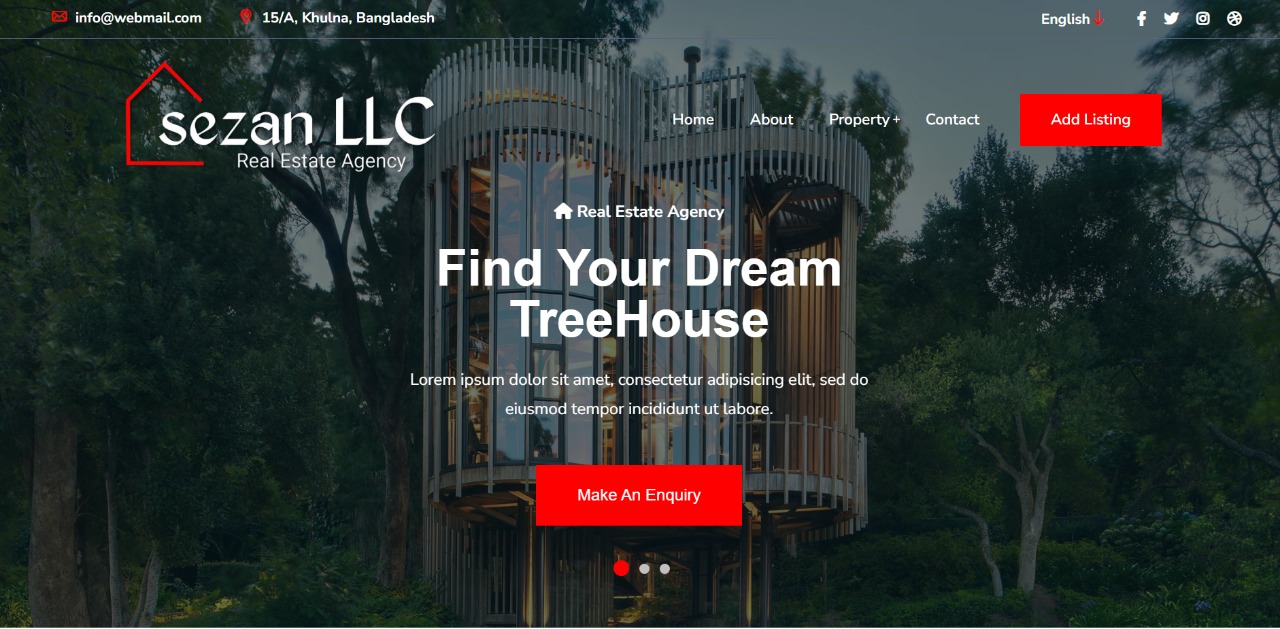 info@webmail.com
15/A, Khulna, Bangladesh
English
sezan LLC
Real Estate Agency
Home
About
Property +
Contact
Add Listing
Real Estate Agency
Find Your Dream
TreeHouse
Lorem ipsum dolor sit amet, consectetur adipisicing elit, sed do
eiusmod tempor incididunt ut labore.
Make An Enquiry